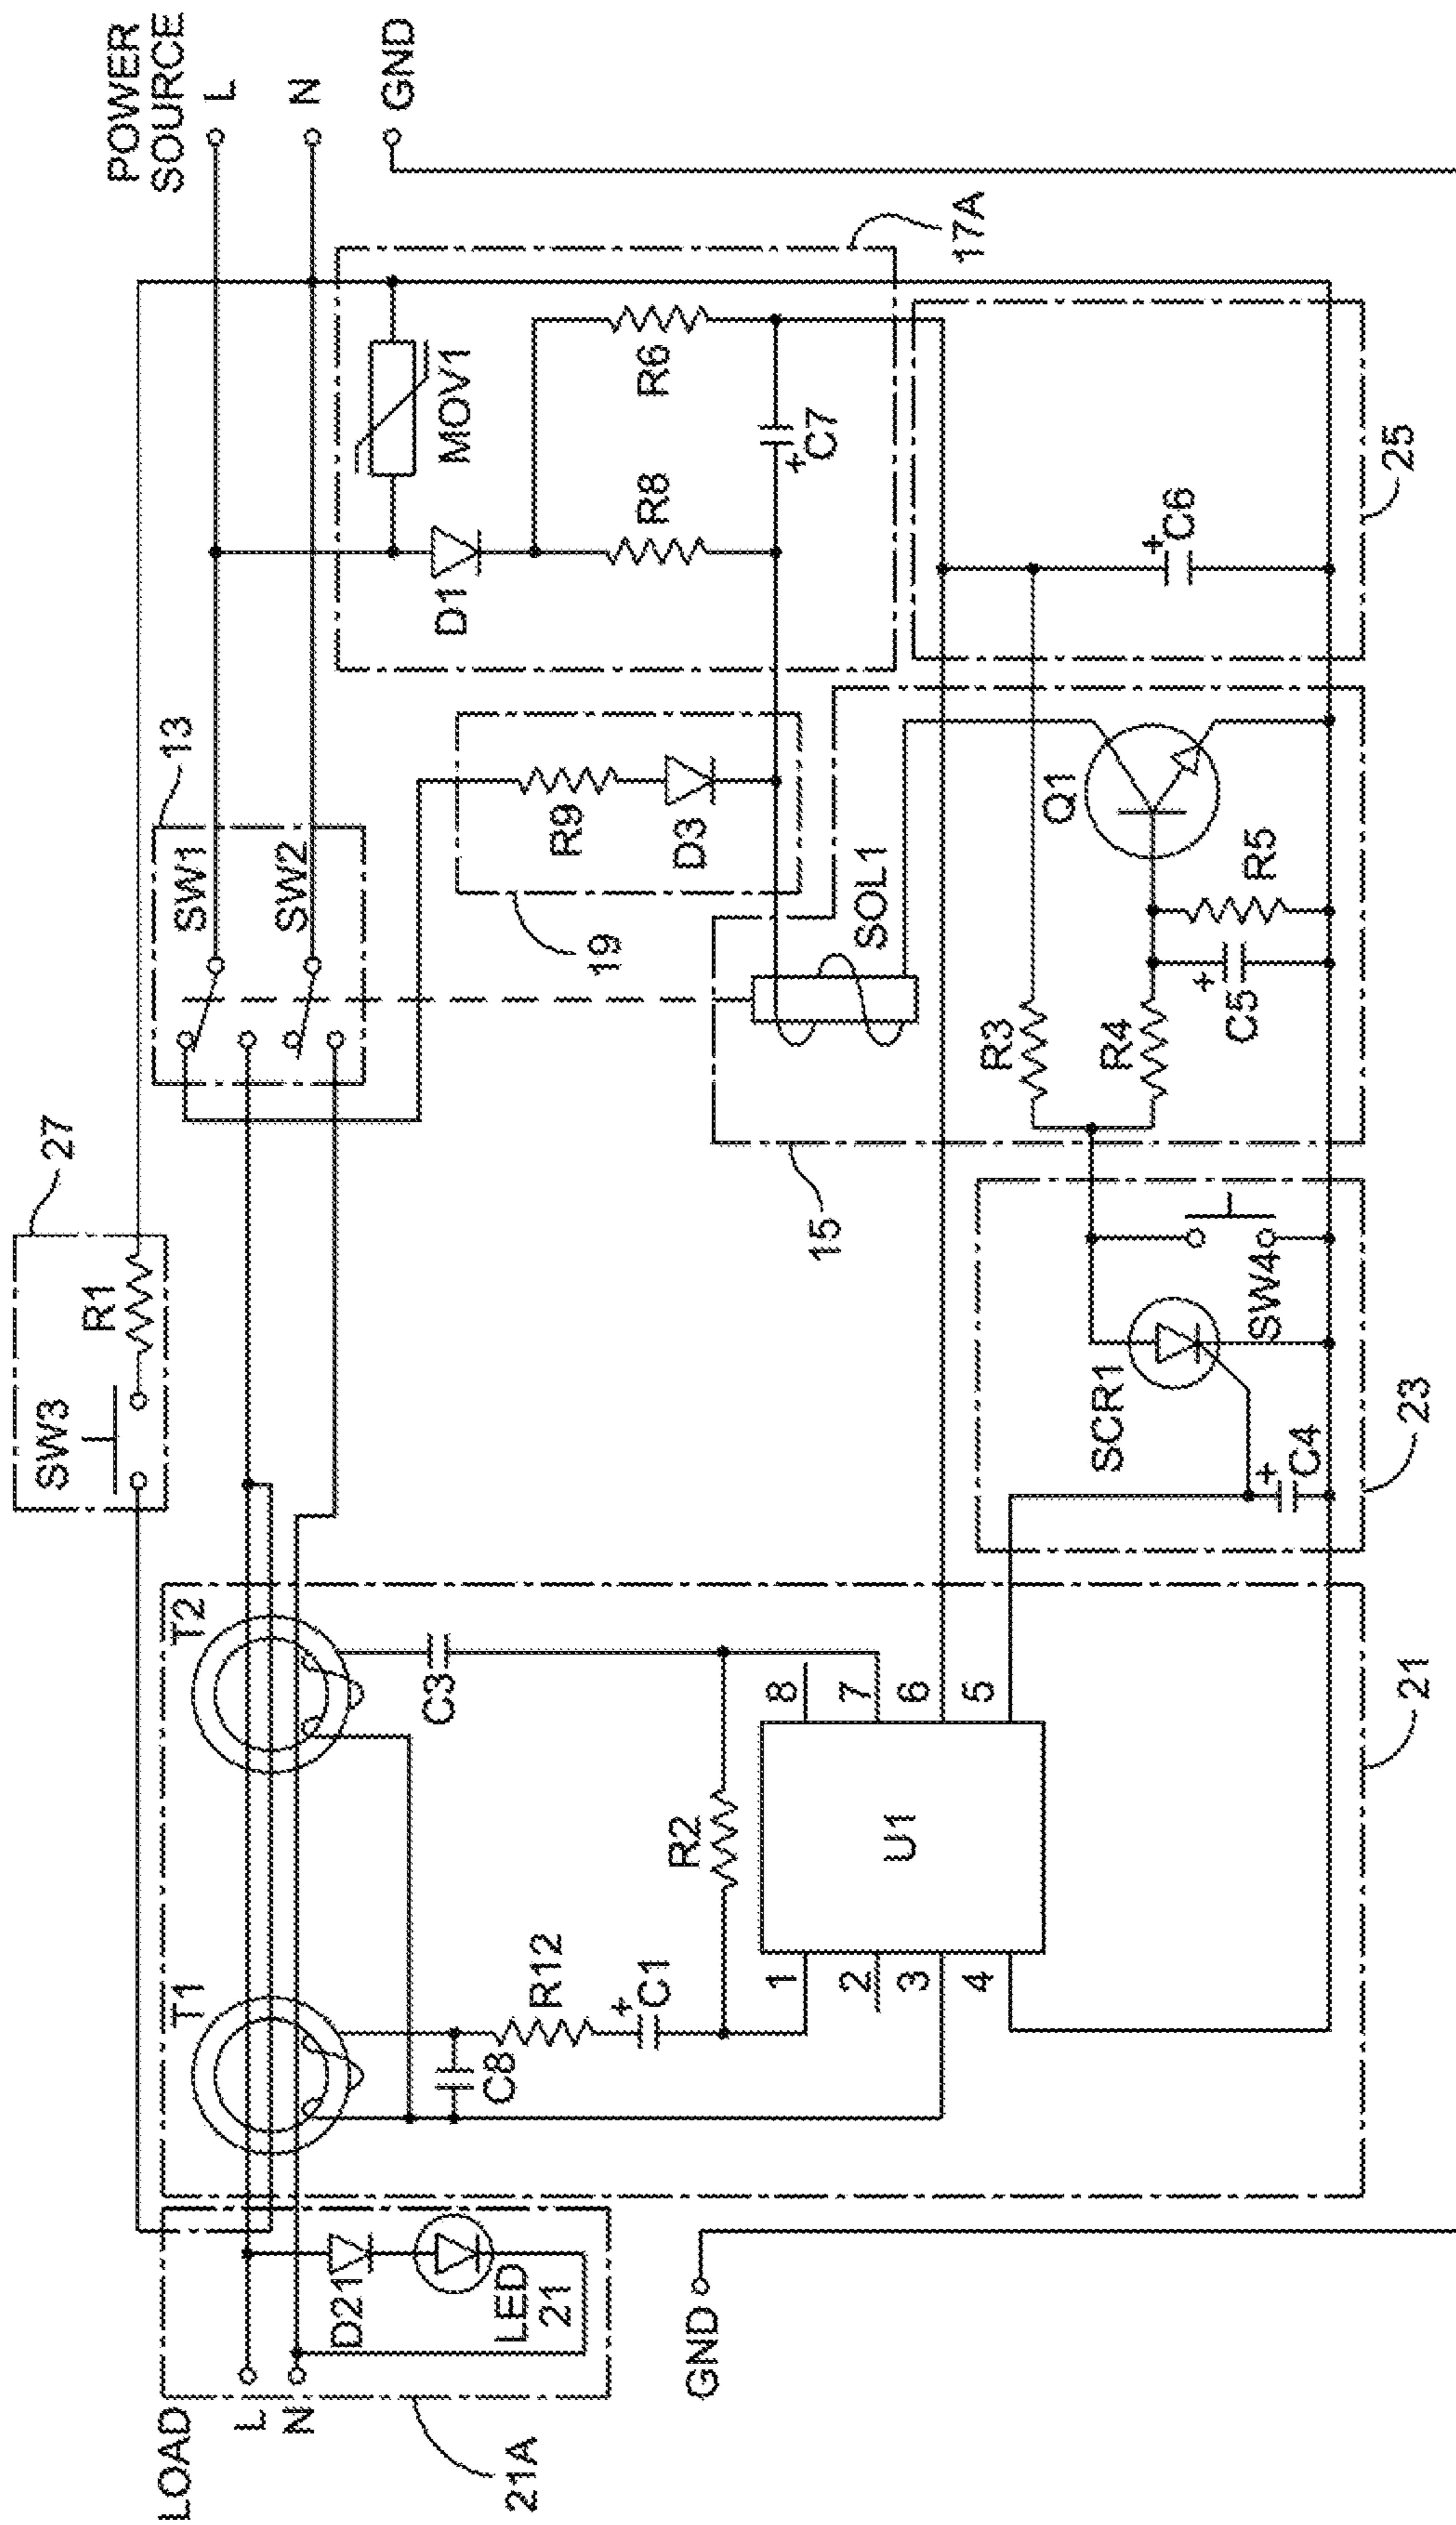 POWER
SOURCE
L
N
GND
17A
MOV1
R6
D1
R8
+
C7
25
+
C6
13
SW1
SW2
R9
D3
19
SOL1
Q1
R5
+
C5
R3
R4
15
27
R1
SW3
SW4
SCR1
+
C4
23
T2
C3
8
7
6
5
21
R2
U1
T1
R12
+
C1
C8
1
2
3
4
D21
LED
21
LOAD
L
N
21A
GND